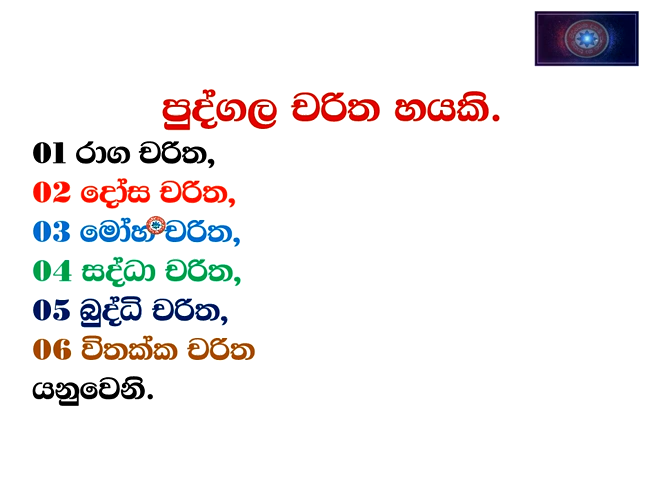 පුද්ගල චරිත හයකි.
01 රාග චරිත,
02 දෝස චරිත,
03 මෝහ චරිත,
04 සද්ධා චරිත,
05 බුද්ධි චරිත,
06 විතක්ක චරිත
යනුවෙනි.